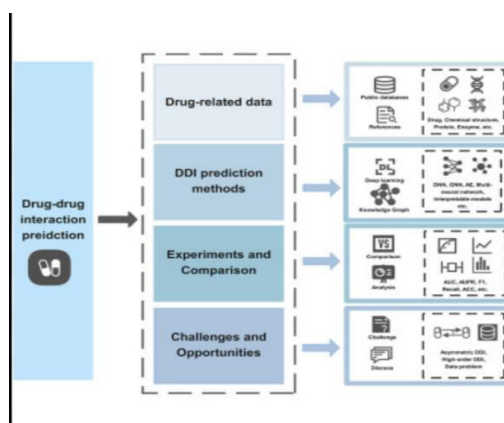 Drug-drug
interaction
preidction
Drug-related data
DDI prediction
methods
Experiments and
Comparison
Challenges and
Opportunities
Public databases
References
Drug, Chemical structure,
Protein, Enzyme, etc.
DL
Deep learning
Knowledge Graph
DNN, GNN, AE, Multi-
neural network,
Interpretable models
etc.
VS
Comparison
Analysis
AUC, AUPR, F1,
Recall, ACC, etc.
Challenge
Discuss
Asymmetric DDI,
High-order DDI,
Data problem